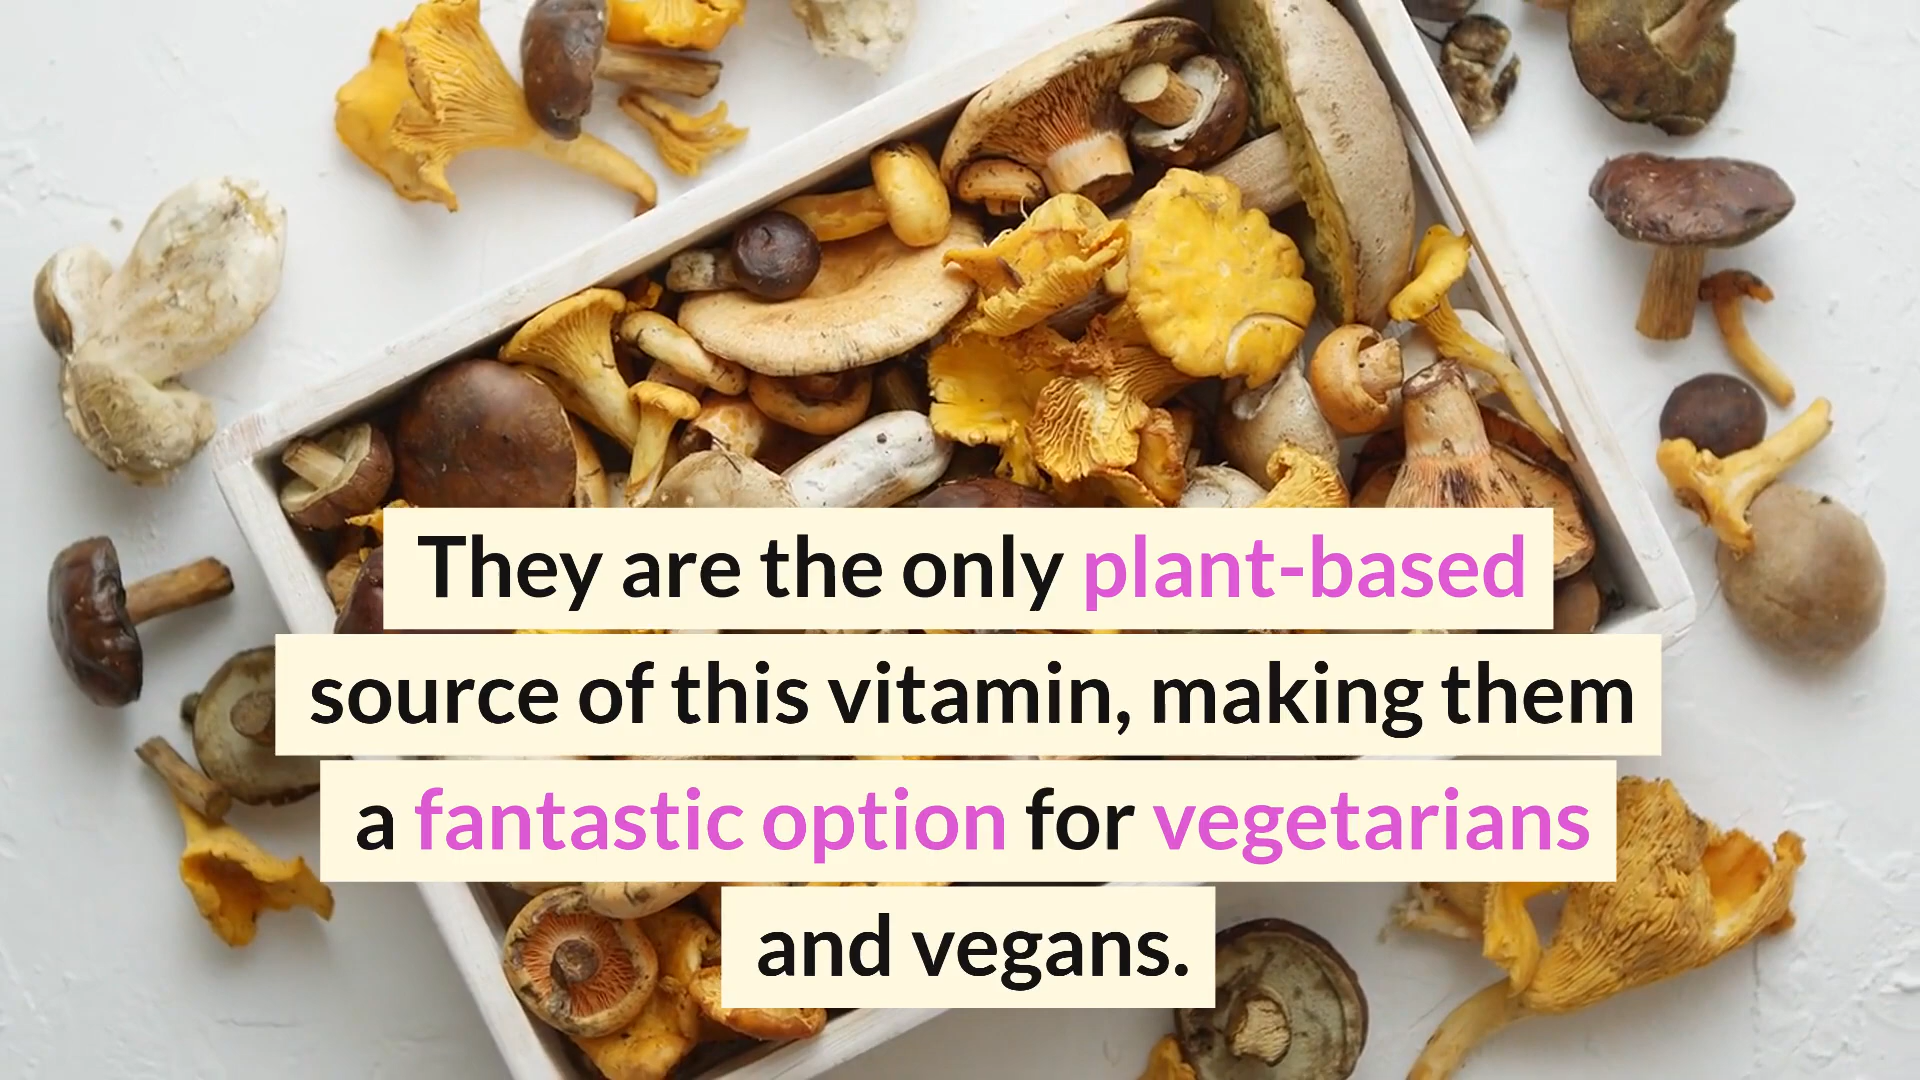 They are the only plant-based
source of this vitamin, making them
a fantastic option for vegetarians
and vegans.